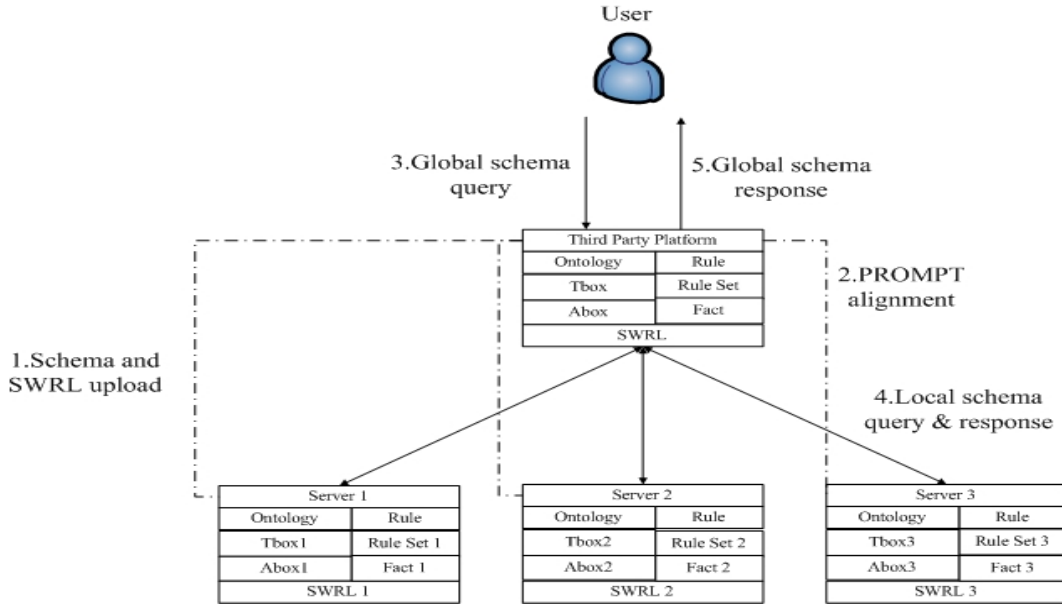 User
3.Global schema
query
5.Global schema
response
Third Party Platform
Ontology Rule
Tbox Rule Set
Abox Fact
SWRL
2.PROMPT
alignment
1.Schema and
SWRL upload
4.Local schema
query & response
Server 1
Ontology Rule
Tbox1 Rule Set 1
Abox1 Fact 1
SWRL 1
Server 2
Ontology Rule
Tbox2 Rule Set 2
Abox2 Fact 2
SWRL 2
Server 3
Ontology Rule
Tbox3 Rule Set 3
Abox3 Fact 3
SWRL 3